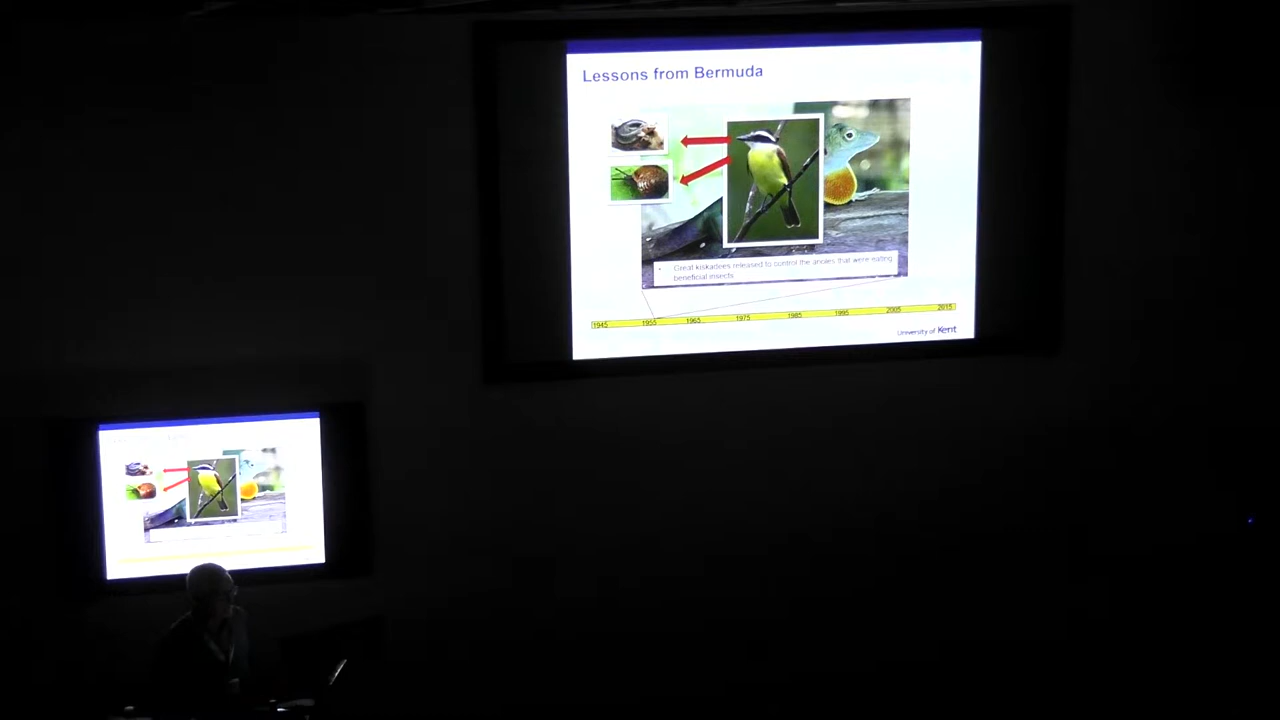 Lessons from Bermuda
- Great kiskadees released to control the anoles that were eating
beneficial insects
1945 1955 1965 1975 1985 1995 2005 2015
University of Kent